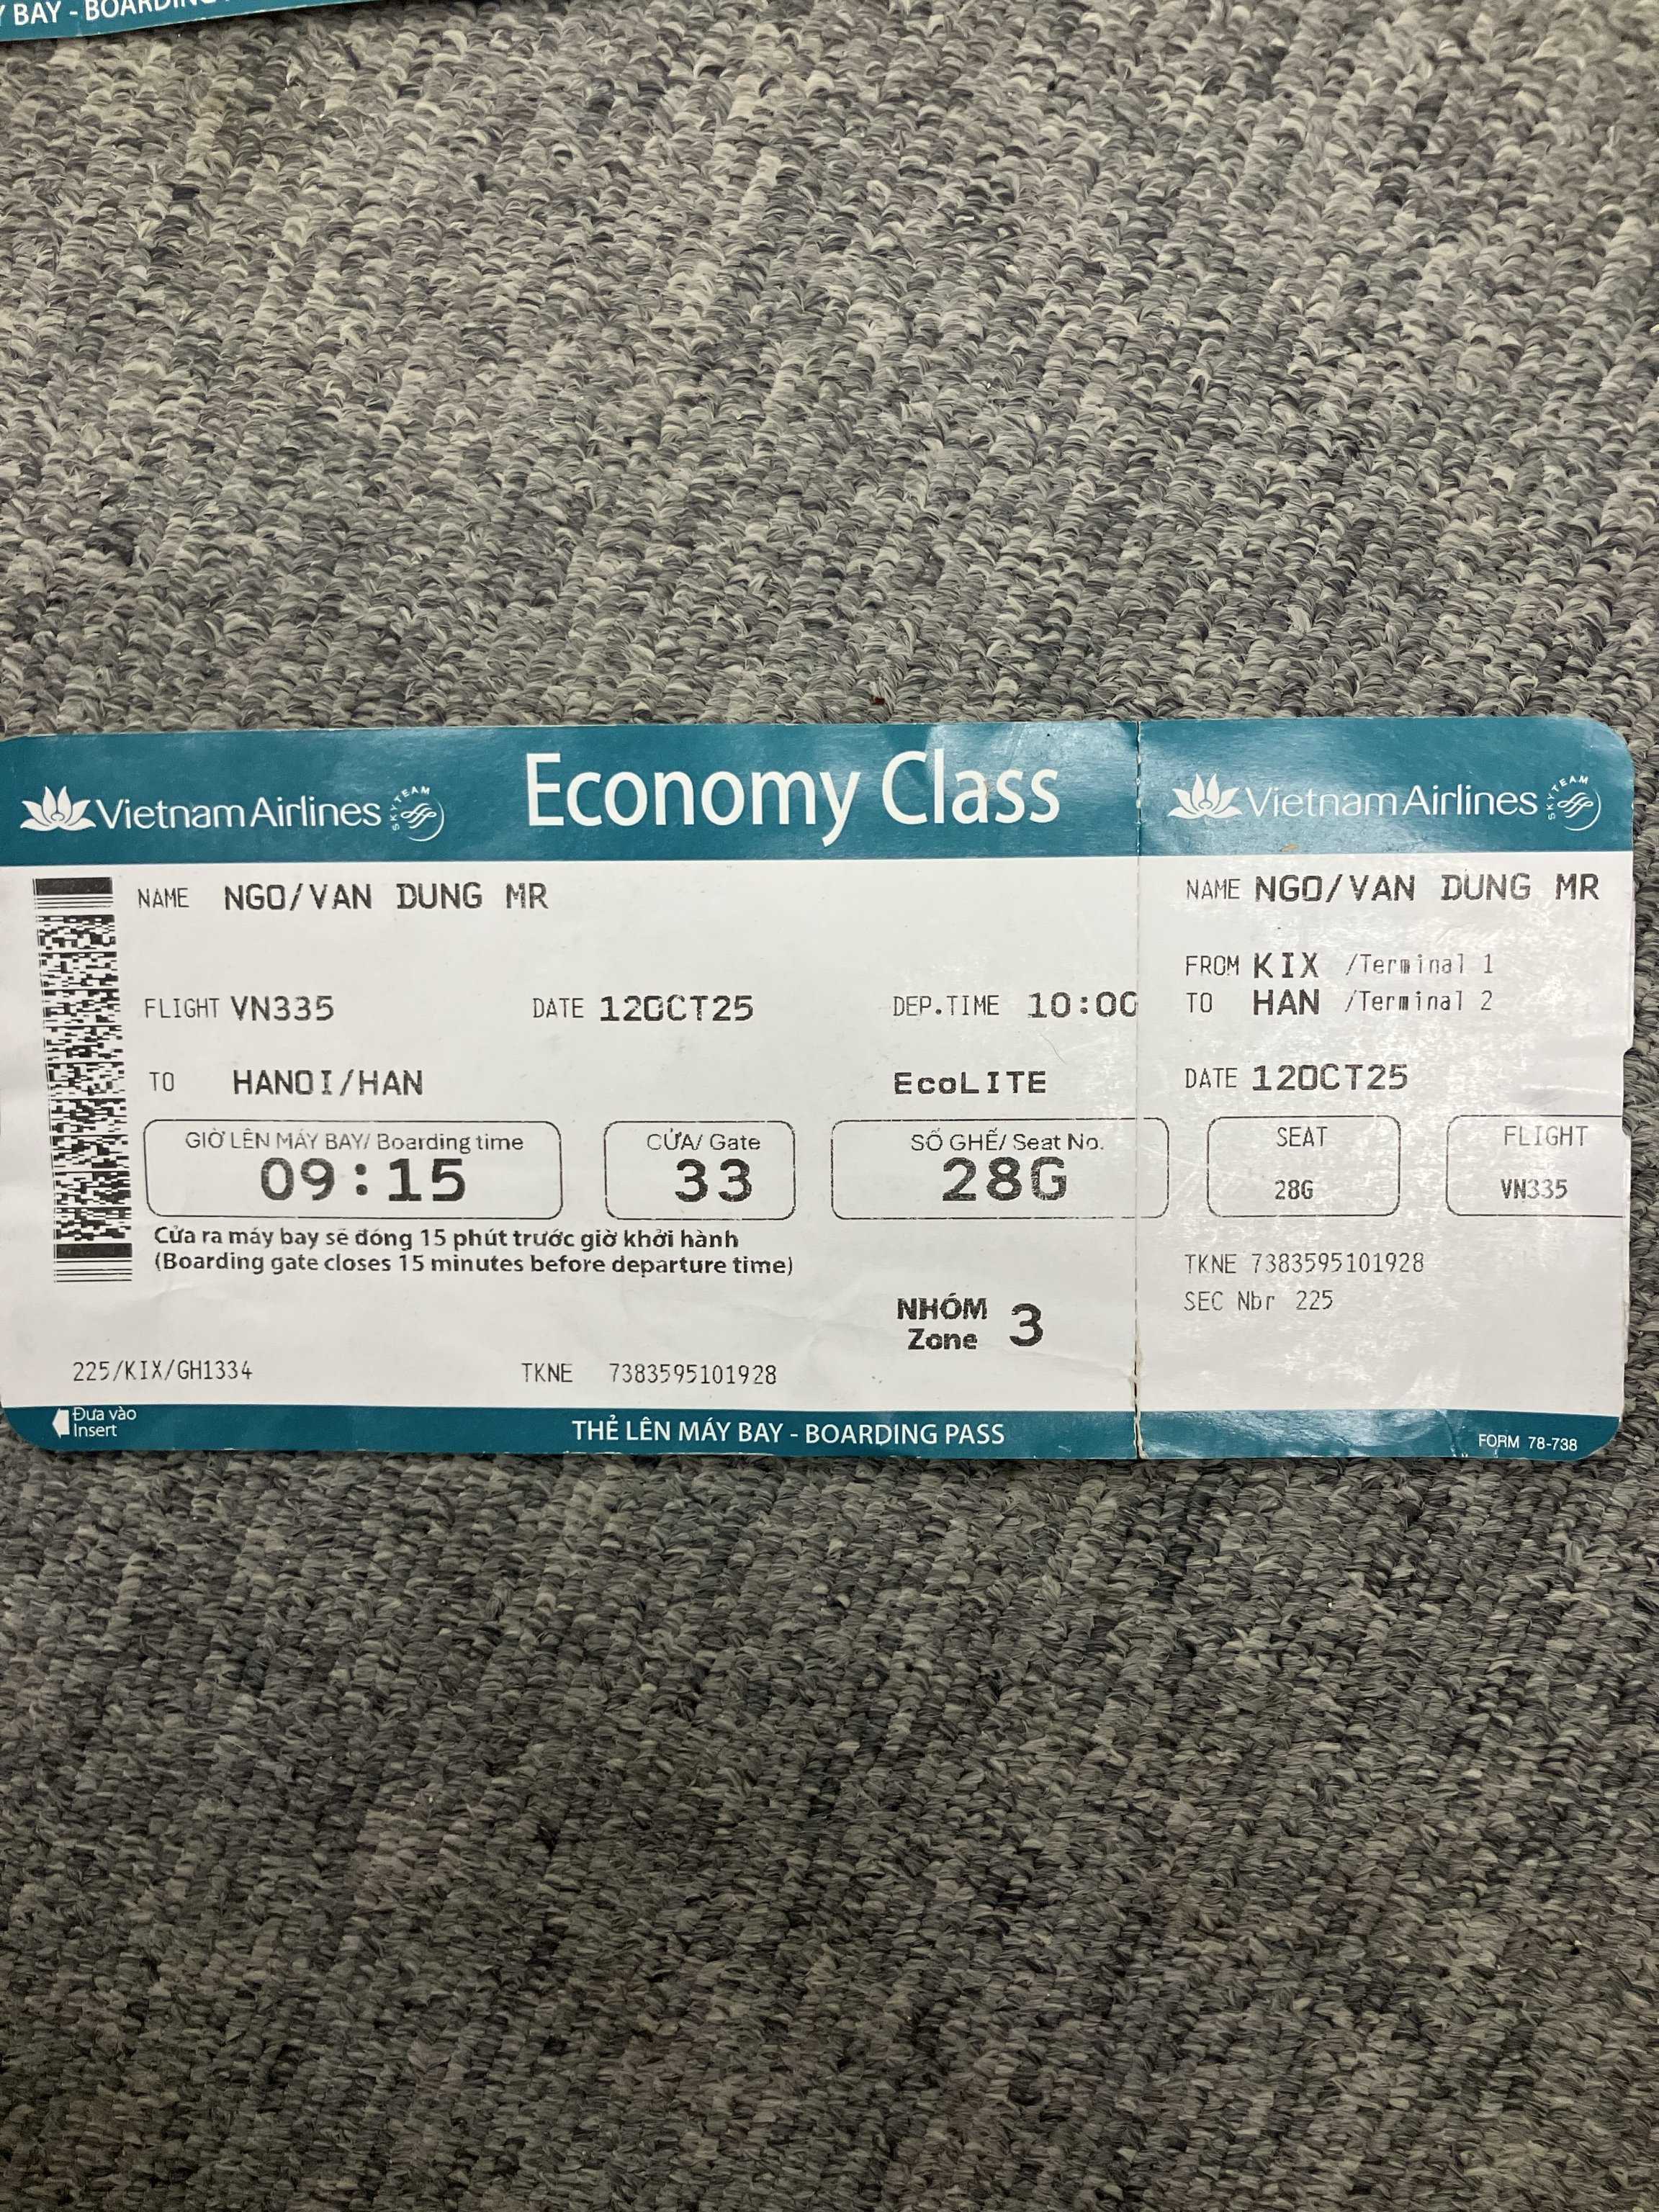 BAY - BOARDING
Vietnam Airlines SKYTEAM
Economy Class
NAME NGO/VAN DUNG MR
FLIGHT VN335 DATE 12OCT25 DEP.TIME 10:00
TO HANOI/HAN EcoLITE
GIỜ LÊN MÁY BAY/ Boarding time
09:15
CỬA/ Gate
33
SỐ GHẾ/ Seat No.
28G
Cửa ra máy bay sẽ đóng 15 phút trước giờ khởi hành
(Boarding gate closes 15 minutes before departure time)
NHÓM
Zone 3
225/KIX/GH1334 TKNE 7383595101928
Đưa vào
Insert
THẺ LÊN MÁY BAY - BOARDING PASS
Vietnam Airlines SKYTEAM
NAME NGO/VAN DUNG MR
FROM KIX /Terminal 1
TO HAN /Terminal 2
DATE 12OCT25
SEAT
28G
FLIGHT
VN335
TKNE 7383595101928
SEC Nbr 225
FORM 78-738